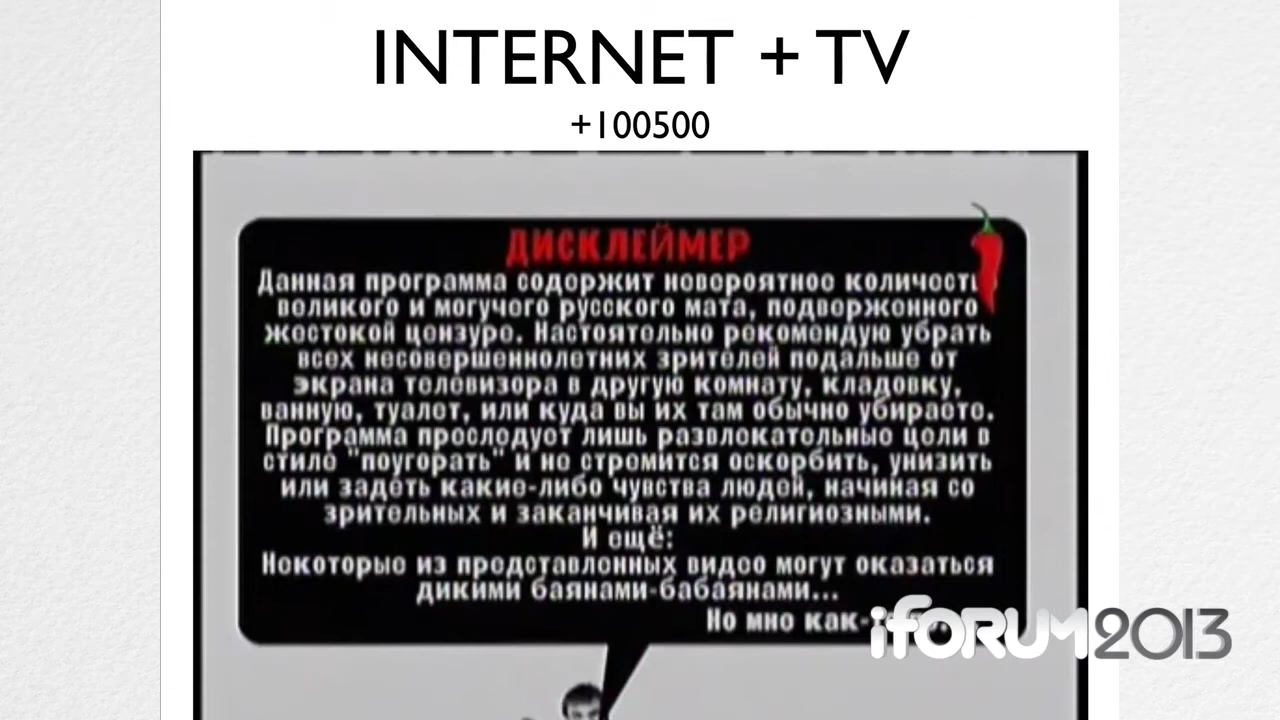 INTERNET + TV
+100500
ДИСКЛЕЙМЕР
Данная программа содержит невероятное количест
великого и могучего русского мата, подверженного
жестокой цензуре. Настоятельно рекомендую убрать
всех несовершеннолетних зрителей подальше от
экрана телевизора в другую комнату, кладовку,
ванную, туалет, или куда вы их там обычно убираете.
Программа преследует лишь развлекательные цели в
стиле "поугорать" и не стремится оскорбить, унизить
или задеть какие-либо чувства людей, начиная со
зрительных и заканчивая их религиозными.
И ещё:
Некоторые из представленных видео могут оказаться
дикими баянами-бабаянами...
Но мне как-
iFORUM2013